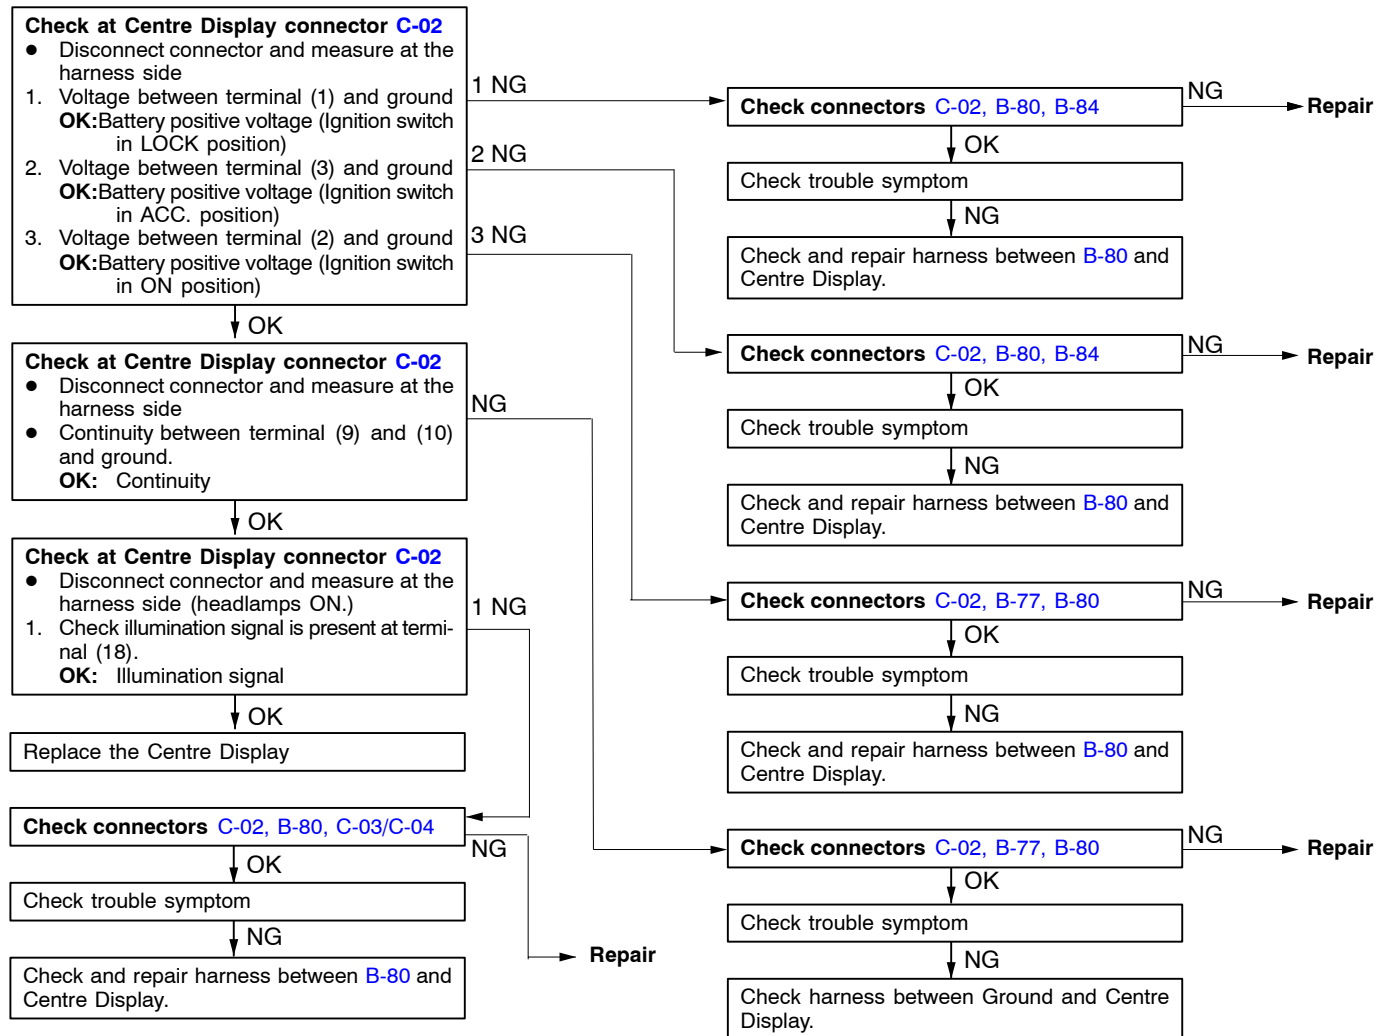 Check at Centre Display connector C-02
● Disconnect connector and measure at the
harness side
1. Voltage between terminal (1) and ground
OK:Battery positive voltage (Ignition switch
in LOCK position)
2. Voltage between terminal (3) and ground
OK:Battery positive voltage (Ignition switch
in ACC. position)
3. Voltage between terminal (2) and ground
OK:Battery positive voltage (Ignition switch
in ON position)
1 NG
2 NG
3 NG
OK
Check at Centre Display connector C-02
● Disconnect connector and measure at the
harness side
● Continuity between terminal (9) and (10)
and ground.
OK: Continuity
NG
OK
Check at Centre Display connector C-02
● Disconnect connector and measure at the
harness side (headlamps ON.)
1. Check illumination signal is present at termi-
nal (18).
OK: Illumination signal
1 NG
OK
Replace the Centre Display
Check connectors C-02, B-80, C-03/C-04
NG
OK
Check trouble symptom
NG
Repair
Check and repair harness between B-80 and
Centre Display.
Check connectors C-02, B-80, B-84
NG
Repair
OK
Check trouble symptom
NG
Check and repair harness between B-80 and
Centre Display.
Check connectors C-02, B-80, B-84
NG
Repair
OK
Check trouble symptom
NG
Check and repair harness between B-80 and
Centre Display.
Check connectors C-02, B-77, B-80
NG
Repair
OK
Check trouble symptom
NG
Check and repair harness between B-80 and
Centre Display.
Check connectors C-02, B-77, B-80
NG
Repair
OK
Check trouble symptom
NG
Check harness between Ground and Centre
Display.